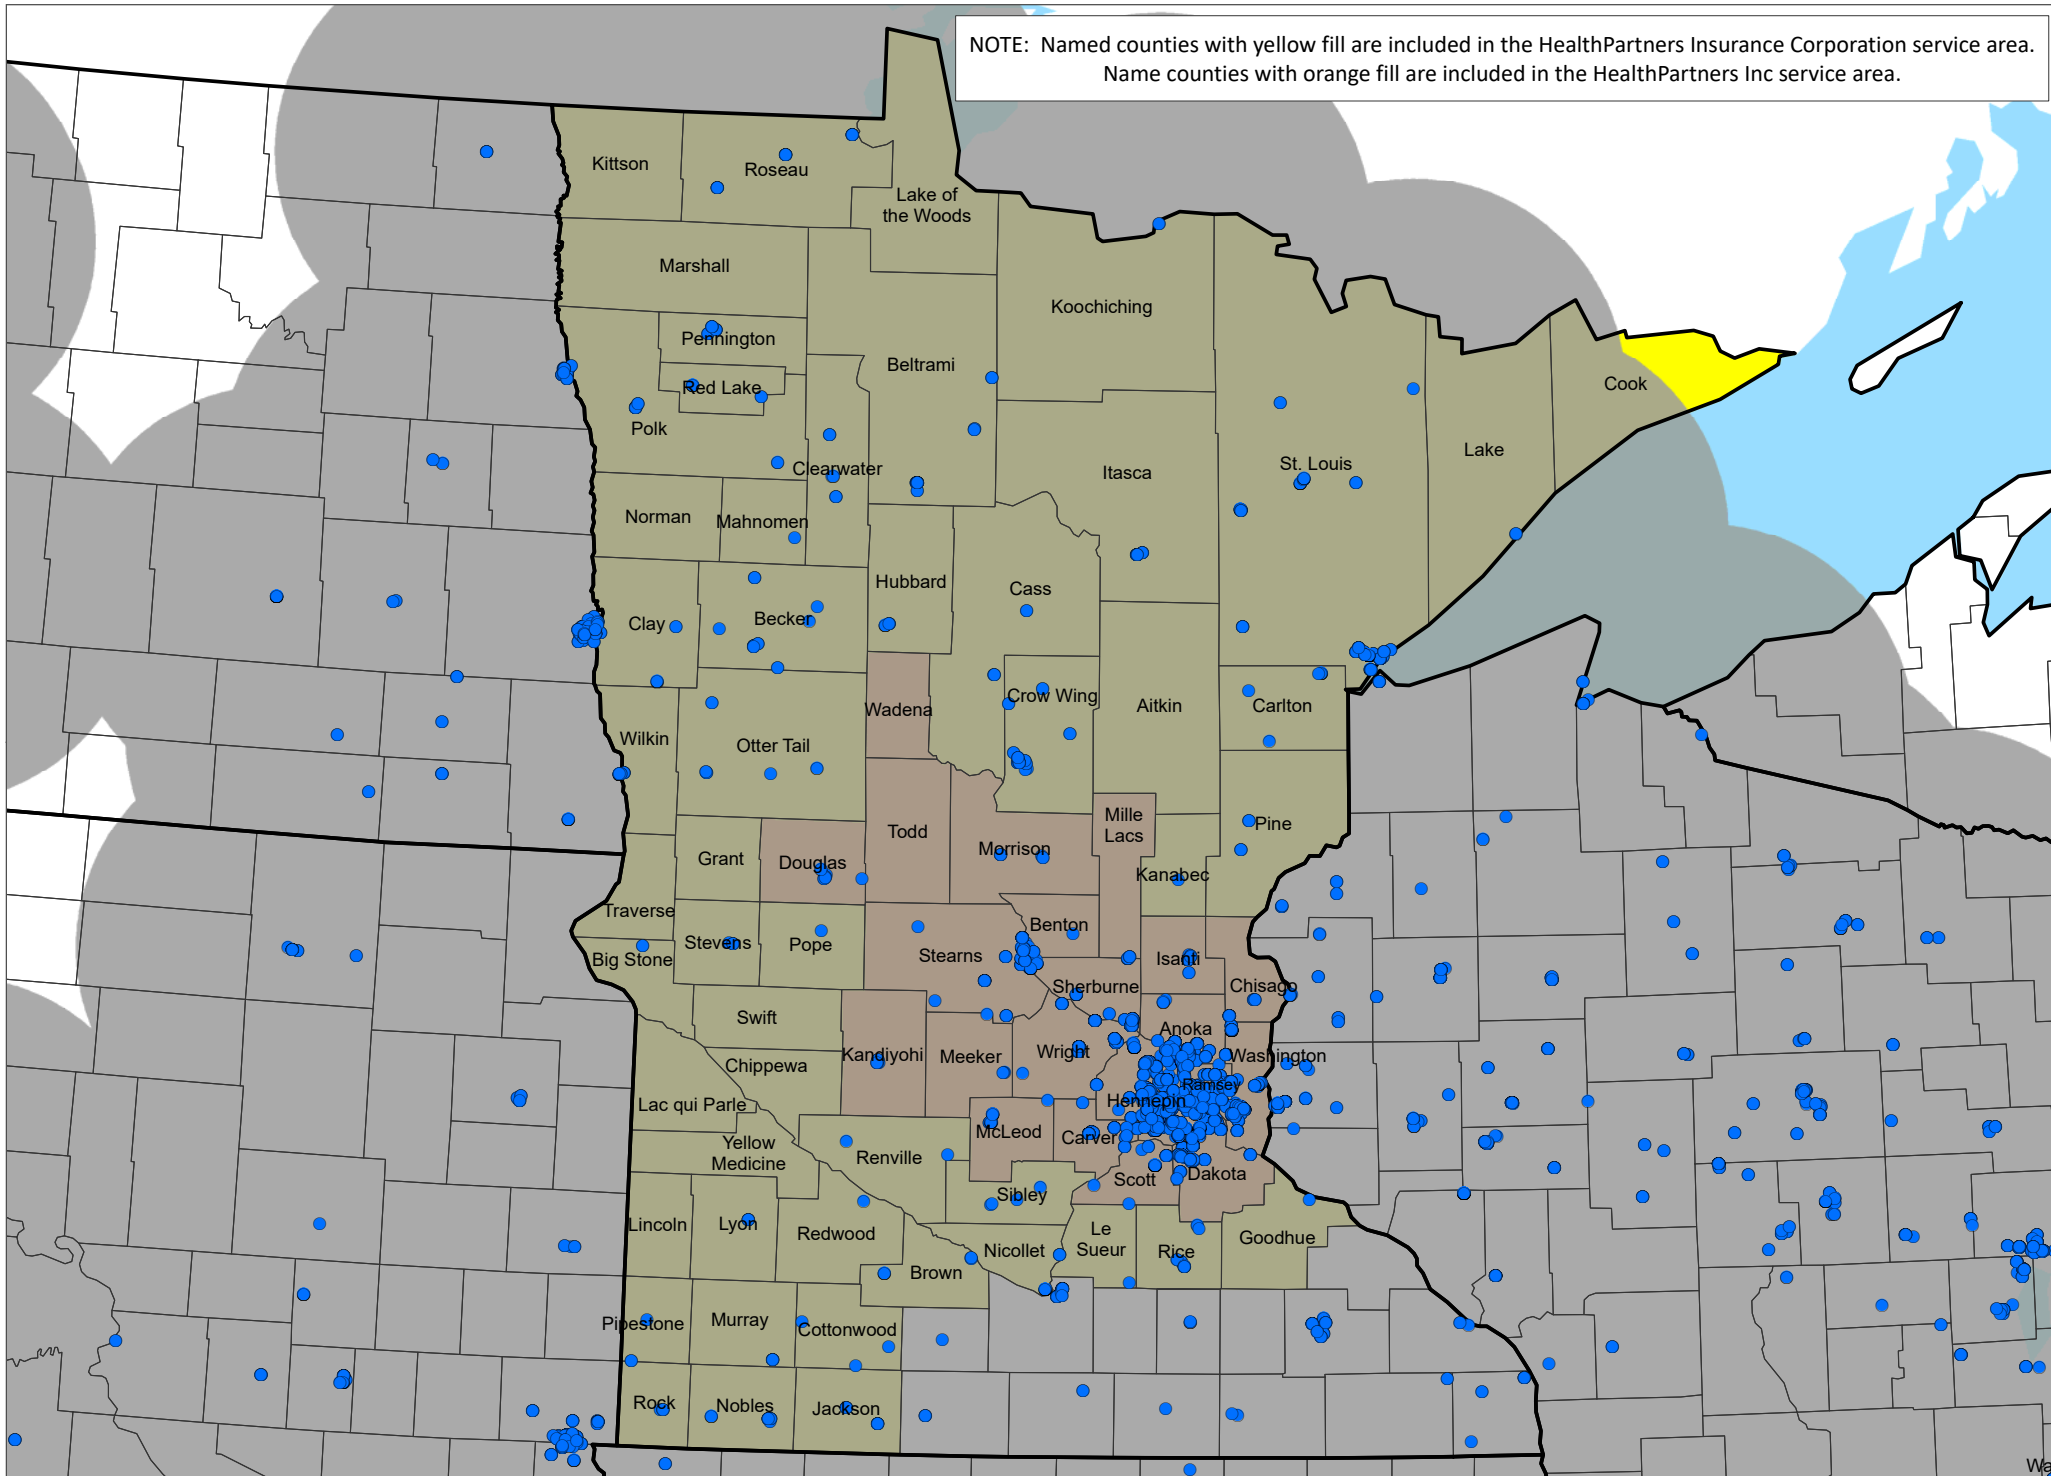 NOTE:  Named counties with yellow fill are included in the HealthPartners Insurance Corporation service area.
Name counties with orange fill are included in the HealthPartners Inc service area.
Kittson
Roseau
Lake of
the Woods
Marshall
Koochiching
Pennington
Beltrami
Red Lake
Cook
Polk
Lake
Clearwater
St. Louis
Itasca
Norman
Mahnomen
Hubbard
Cass
Clay
Becker
Crow Wing
Wadena
Aitkin
Carlton
Wilkin
Otter Tail
Mille
Lacs
Todd
Pine
Morrison
Grant
Douglas
Kanabec
Traverse
Benton
Stevens
Pope
Stearns
Isanti
Big Stone
Sherburne
Chisago
Swift
Anoka
Kandiyohi
Meeker
Wright
Washington
Chippewa
Ramsey
Hennepin
Lac qui Parle
McLeod
Carver
Yellow
Medicine
Renville
Scott
Dakota
Sibley
Lincoln
Lyon
Redwood
Le
Sueur
Nicollet
Rice
Goodhue
Brown
Pipestone
Murray
Cottonwood
Rock
Nobles
Jackson
Wa